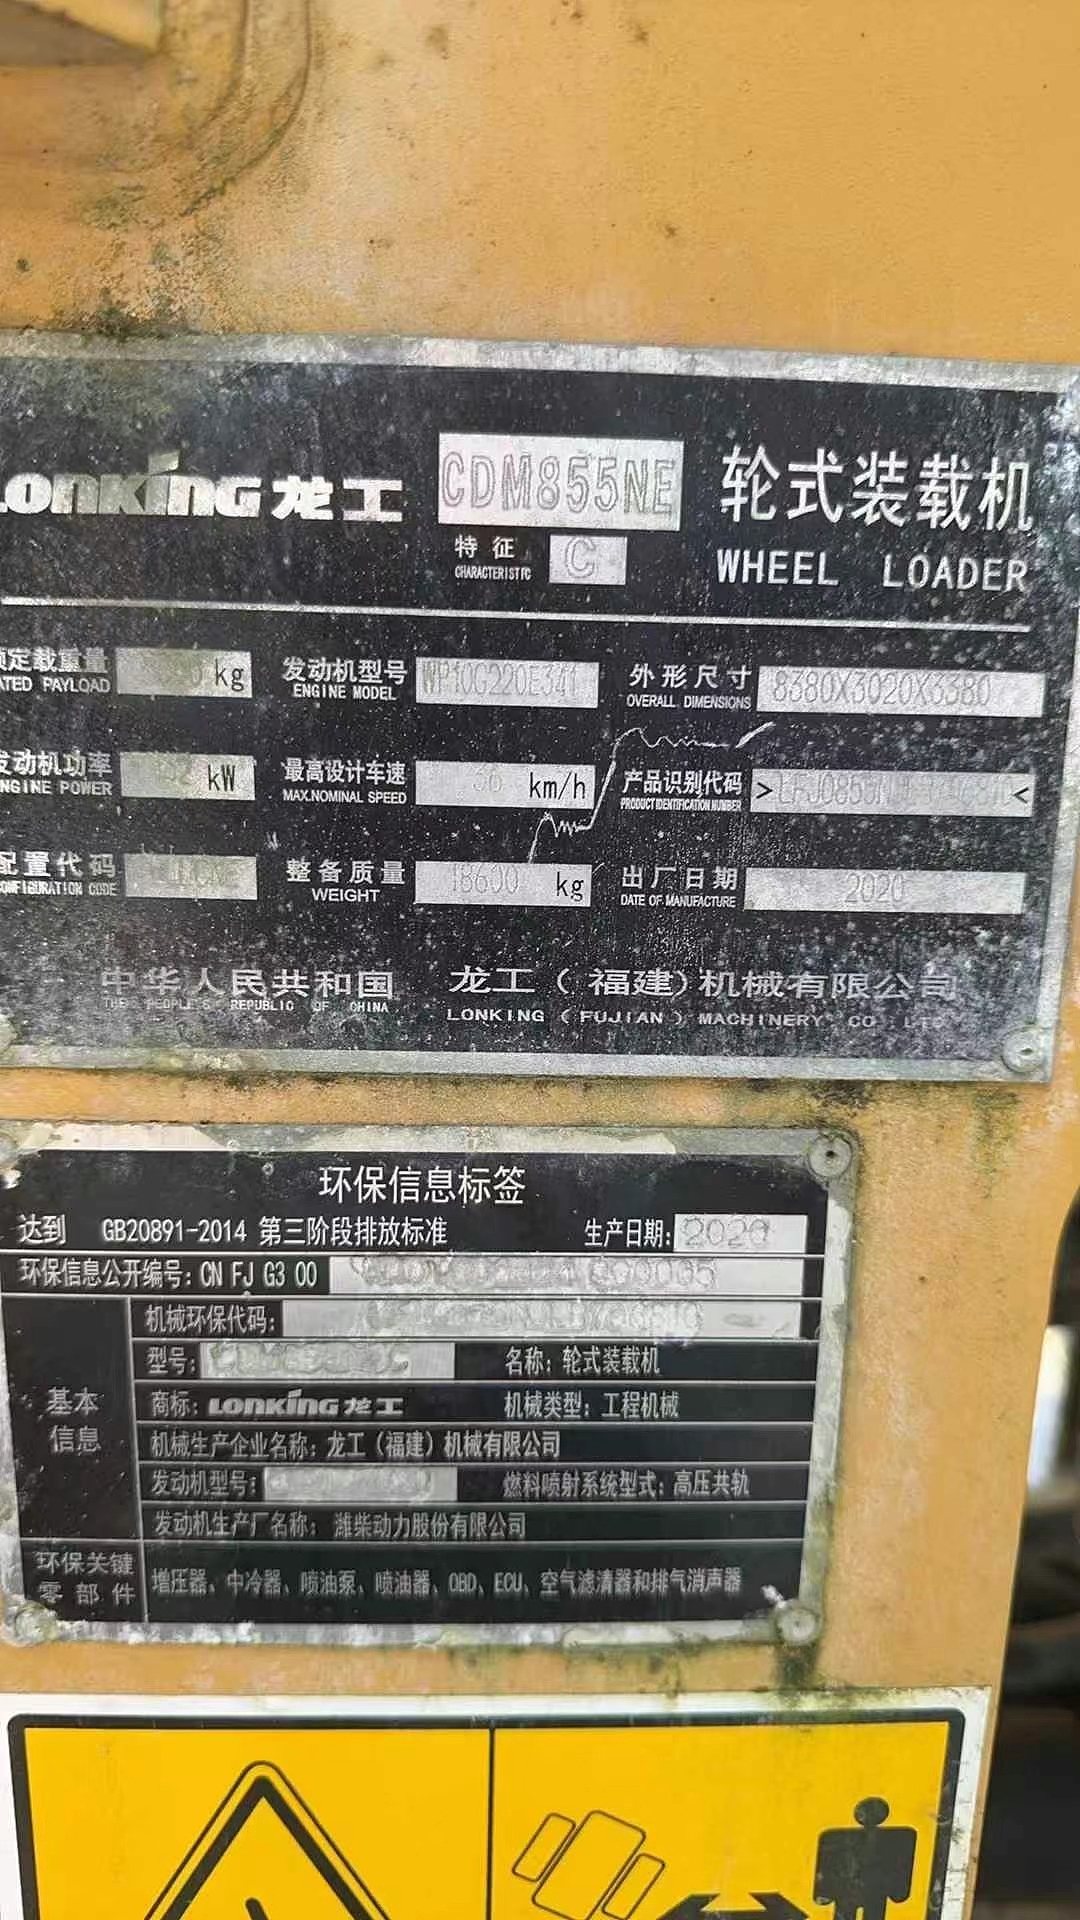 LONKING 龙工 CDM855NE 轮式装载机
特征 C
CHARACTERISTIC
WHEEL LOADER
额定载重量 kg 发动机型号 WP10G220E341 外形尺寸 8380X3020X3380
RATED PAYLOAD ENGINE MODEL OVERALL DIMENSIONS
发动机功率 kW 最高设计车速 36 km/h 产品识别代码 > <
ENGINE POWER MAX.NOMINAL SPEED PRODUCT IDENTIFICATION NUMBER
配置代码 整备质量 18600 kg 出厂日期 2020
CONFIGURATION CODE WEIGHT DATE OF MANUFACTURE
中华人民共和国 龙工（福建）机械有限公司
THE PEOPLE'S REPUBLIC OF CHINA LONKING (FUJIAN) MACHINERY CO LTD
环保信息标签
达到 GB20891-2014 第三阶段排放标准 生产日期: 2020
环保信息公开编号: CN FJ G3 00
机械环保代码:
型号: 名称: 轮式装载机
基本信息
商标: LONKING 龙工 机械类型: 工程机械
机械生产企业名称: 龙工（福建）机械有限公司
发动机型号: 燃料喷射系统型式: 高压共轨
发动机生产厂名称: 潍柴动力股份有限公司
环保关键零部件 增压器、中冷器、喷油泵、喷油器、OBD、ECU、空气滤清器和排气消声器